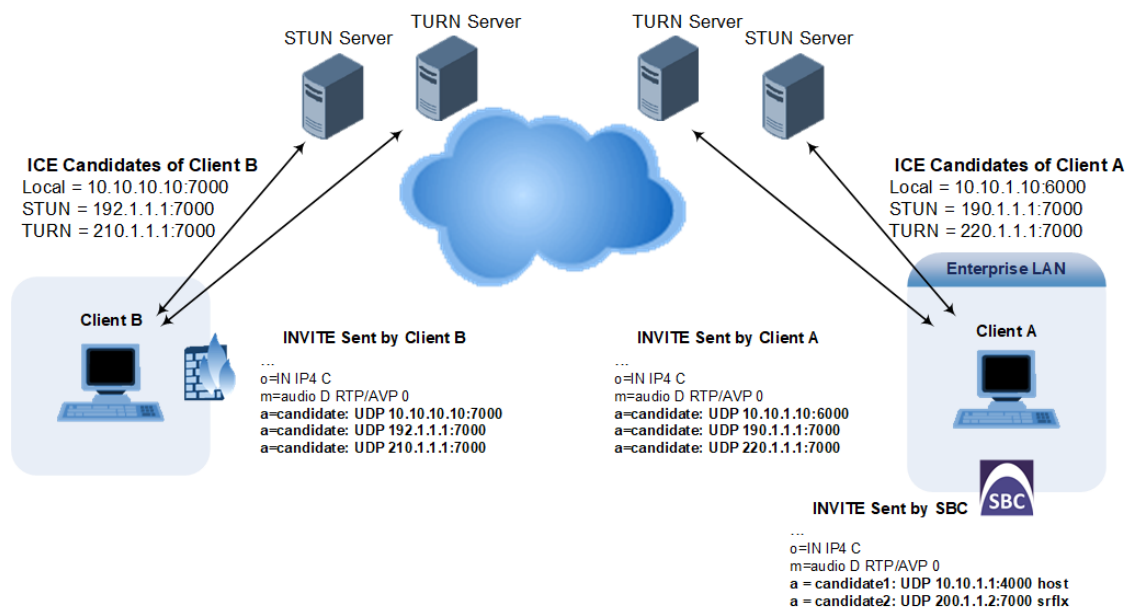 TURN Server
TURN Server
STUN Server
STUN Server
ICE Candidates of Client B
Local = 10.10.10.10:7000
STUN = 192.1.1.1:7000
TURN = 210.1.1.1:7000
ICE Candidates of Client A
Local = 10.10.1.10:6000
STUN = 190.1.1.1:7000
TURN = 220.1.1.1:7000
Enterprise LAN
Client B
Client A
INVITE Sent by Client B
...
o=IN IP4 C
m=audio D RTP/AVP 0
a=candidate: UDP 10.10.10.10:7000
a=candidate: UDP 192.1.1.1:7000
a=candidate: UDP 210.1.1.1:7000
INVITE Sent by Client A
...
o=IN IP4 C
m=audio D RTP/AVP 0
a=candidate: UDP 10.10.1.10:6000
a=candidate: UDP 190.1.1.1:7000
a=candidate: UDP 220.1.1.1:7000
SBC
INVITE Sent by SBC
...
o=IN IP4 C
m=audio D RTP/AVP 0
a = candidate1: UDP 10.10.1.1:4000 host
a = candidate2: UDP 200.1.1.2:7000 srflx